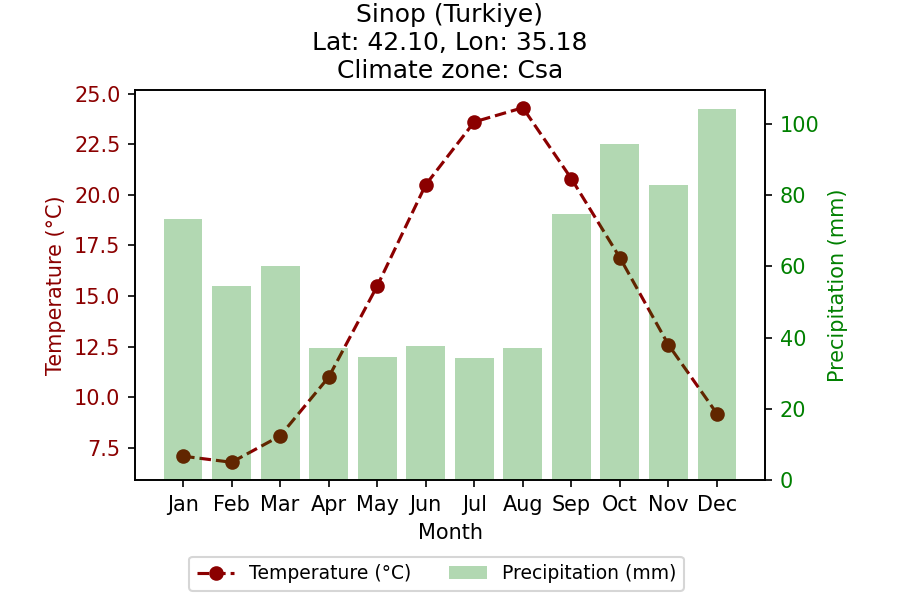 Sinop (Turkiye)
Lat: 42.10, Lon: 35.18
Climate zone: Csa
Temperature (°C)
25.0
22.5
20.0
17.5
15.0
12.5
10.0
7.5
100
80
60
40
20
0
Precipitation (mm)
Jan Feb Mar Apr May Jun Jul Aug Sep Oct Nov Dec
Month
Temperature (°C) Precipitation (mm)